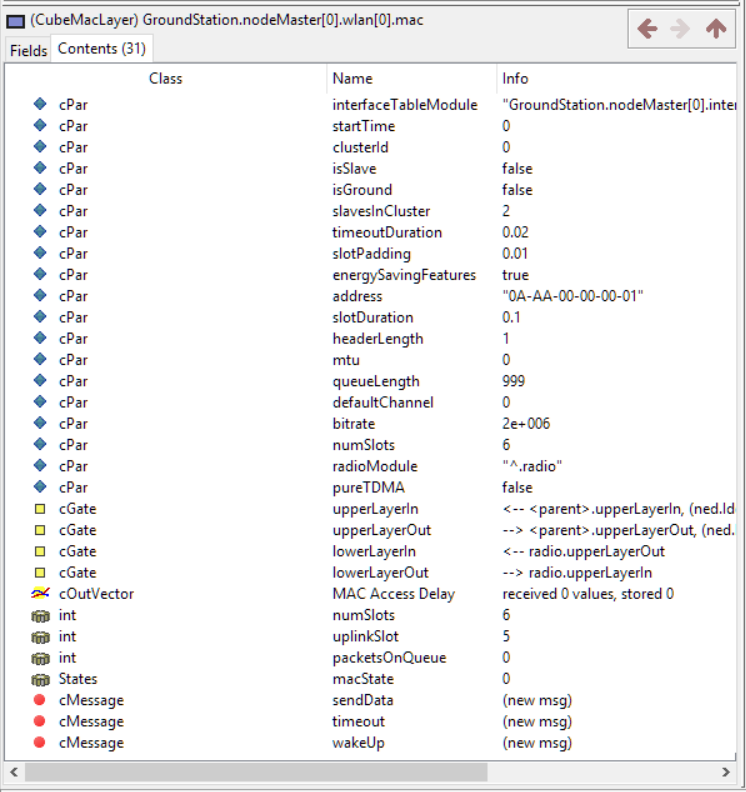 (CubeMacLayer) GroundStation.nodeMaster[0].wlan[0].mac
Fields Contents (31)
Class Name Info
cPar interfaceTableModule "GroundStation.nodeMaster[0].inter
cPar startTime 0
cPar clusterId 0
cPar isSlave false
cPar isGround false
cPar slavesInCluster 2
cPar timeoutDuration 0.02
cPar slotPadding 0.01
cPar energySavingFeatures true
cPar address "0A-AA-00-00-00-01"
cPar slotDuration 0.1
cPar headerLength 1
cPar mtu 0
cPar queueLength 999
cPar defaultChannel 0
cPar bitrate 2e+006
cPar numSlots 6
cPar radioModule "^.radio"
cPar pureTDMA false
cGate upperLayerIn <-- <parent>.upperLayerIn, (ned.Id
cGate upperLayerOut --> <parent>.upperLayerOut, (ned.
cGate lowerLayerIn <-- radio.upperLayerOut
cGate lowerLayerOut --> radio.upperLayerIn
cOutVector MAC Access Delay received 0 values, stored 0
int numSlots 6
int uplinkSlot 5
int packetsOnQueue 0
States macState 0
cMessage sendData (new msg)
cMessage timeout (new msg)
cMessage wakeUp (new msg)